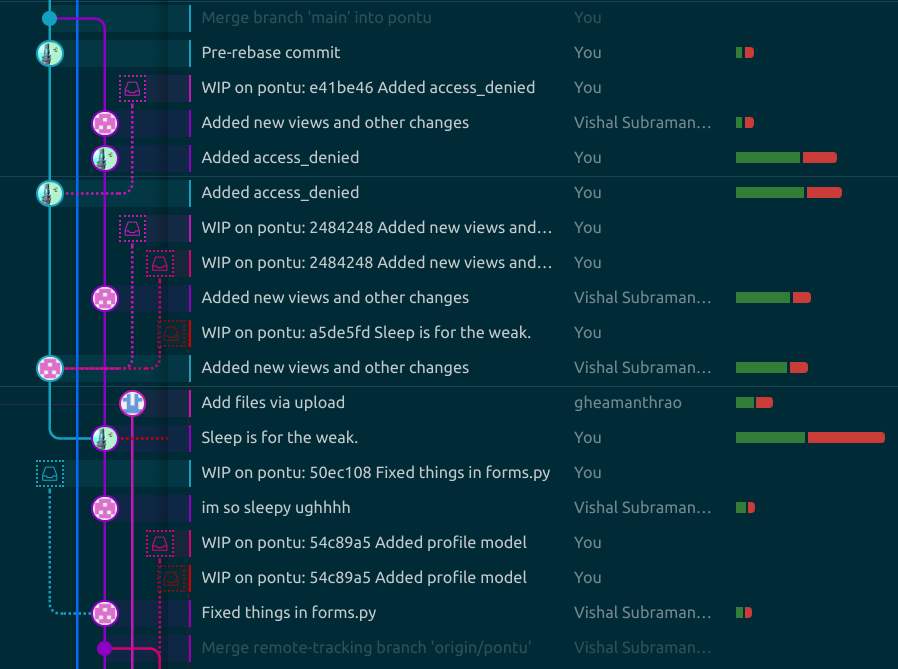 Merge branch 'main' into pontu You
Pre-rebase commit You
WIP on pontu: e41be46 Added access_denied You
Added new views and other changes Vishal Subraman...
Added access_denied You
Added access_denied You
WIP on pontu: 2484248 Added new views and... You
WIP on pontu: 2484248 Added new views and... You
Added new views and other changes Vishal Subraman...
WIP on pontu: a5de5fd Sleep is for the weak. You
Added new views and other changes Vishal Subraman...
Add files via upload gheamanthrao
Sleep is for the weak. You
WIP on pontu: 50ec108 Fixed things in forms.py You
im so sleepy ughhhh Vishal Subraman...
WIP on pontu: 54c89a5 Added profile model You
WIP on pontu: 54c89a5 Added profile model You
Fixed things in forms.py Vishal Subraman...
Merge remote-tracking branch 'origin/pontu' Vishal Subraman...